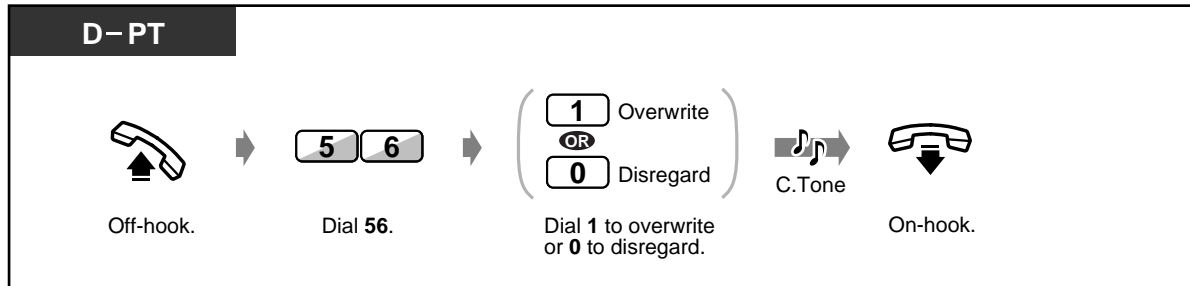 D–PT
5 6
1 Overwrite
OR
0 Disregard
C.Tone
Off-hook.
Dial 56.
Dial 1 to overwrite
or 0 to disregard.
On-hook.